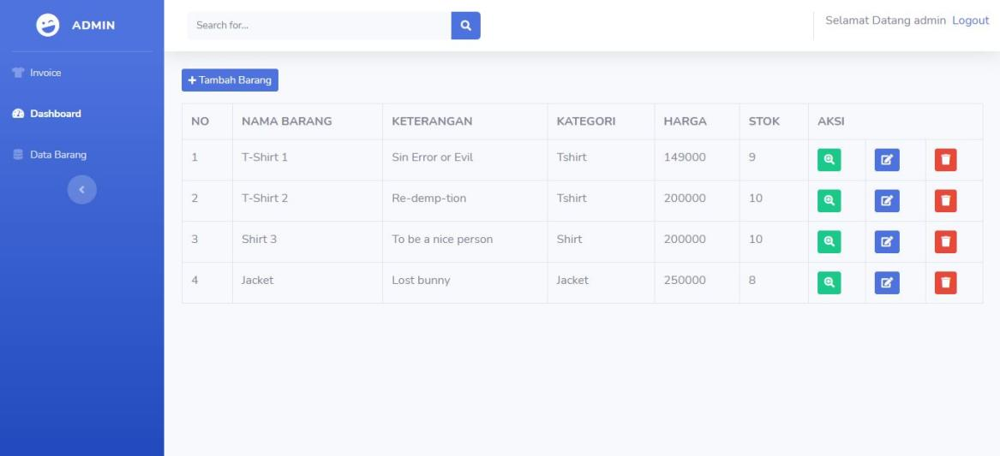 ADMIN
Search for...
Selamat Datang admin Logout
Invoice
Dashboard
Data Barang
Tambah Barang
NO NAMA BARANG KETERANGAN KATEGORI HARGA STOK AKSI
1 T-Shirt 1 Sin Error or Evil Tshirt 149000 9
2 T-Shirt 2 Re-demp-tion Tshirt 200000 10
3 Shirt 3 To be a nice person Shirt 200000 10
4 Jacket Lost bunny Jacket 250000 8